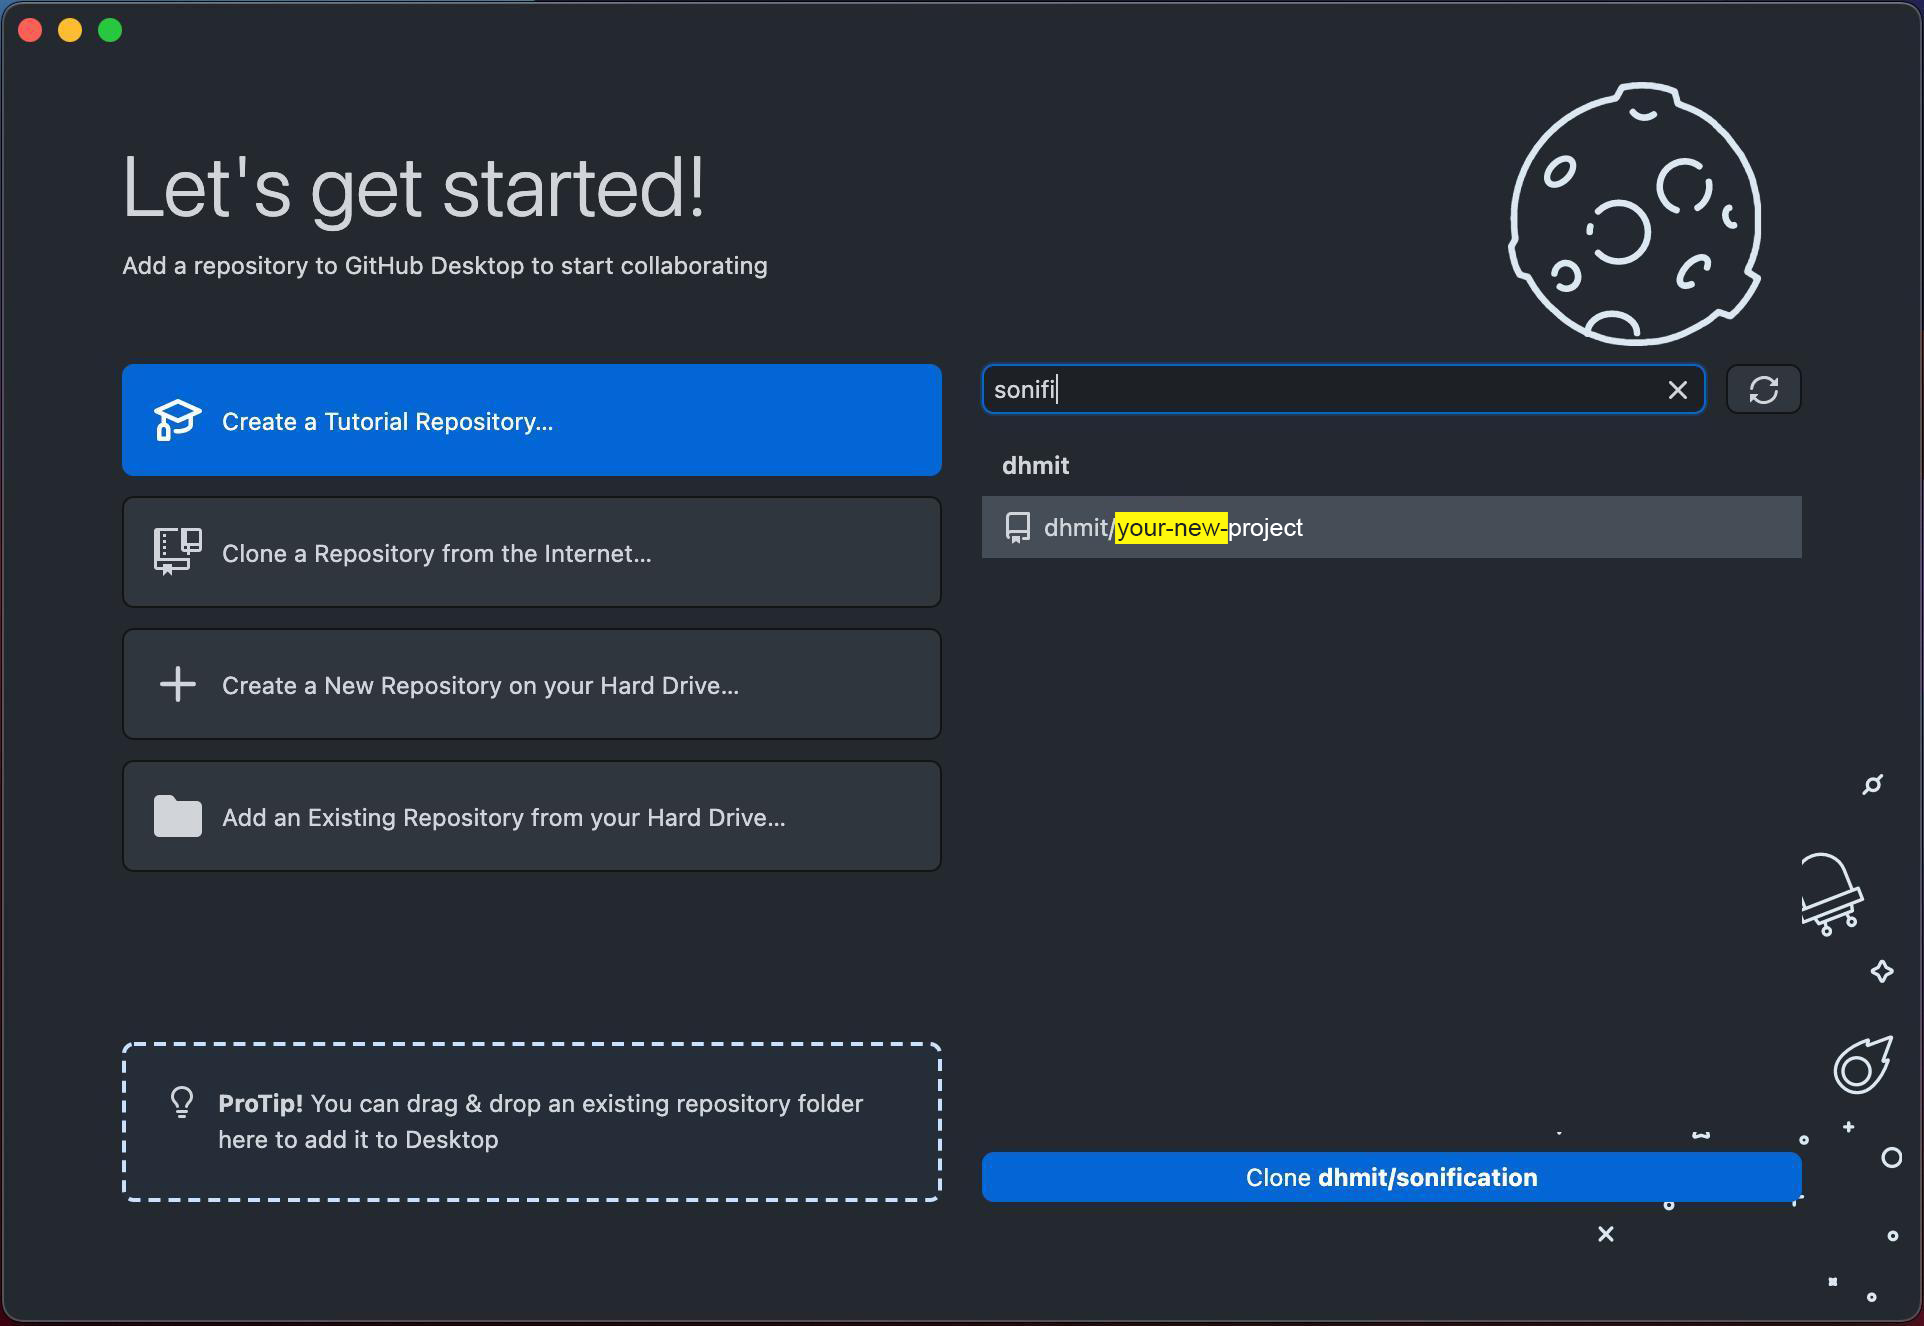 Let's get started!
Add a repository to GitHub Desktop to start collaborating
Create a Tutorial Repository...
Clone a Repository from the Internet...
Create a New Repository on your Hard Drive...
Add an Existing Repository from your Hard Drive...
ProTip! You can drag & drop an existing repository folder
here to add it to Desktop
sonifi
dhmit
dhmit/your-new-project
Clone dhmit/sonification